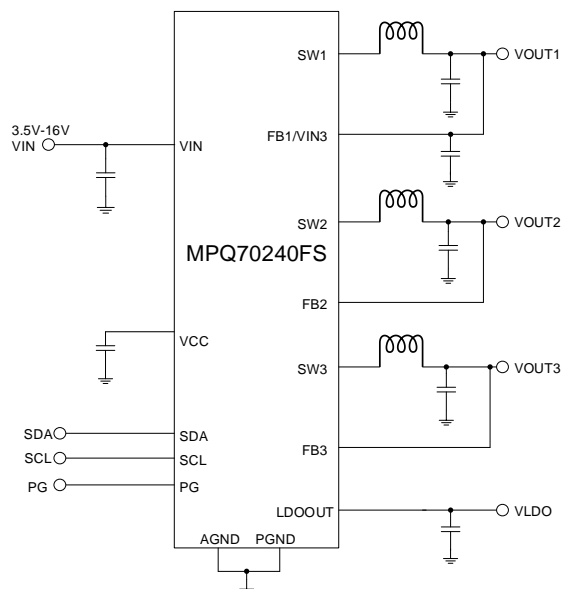 SW1
VOUT1
3.5V-16V
VIN
VIN
FB1/VIN3
SW2
VOUT2
MPQ70240FS
FB2
VCC
SW3
VOUT3
SDA
SDA
SCL
SCL
FB3
PG
PG
LDOOUT
VLDO
AGND
PGND